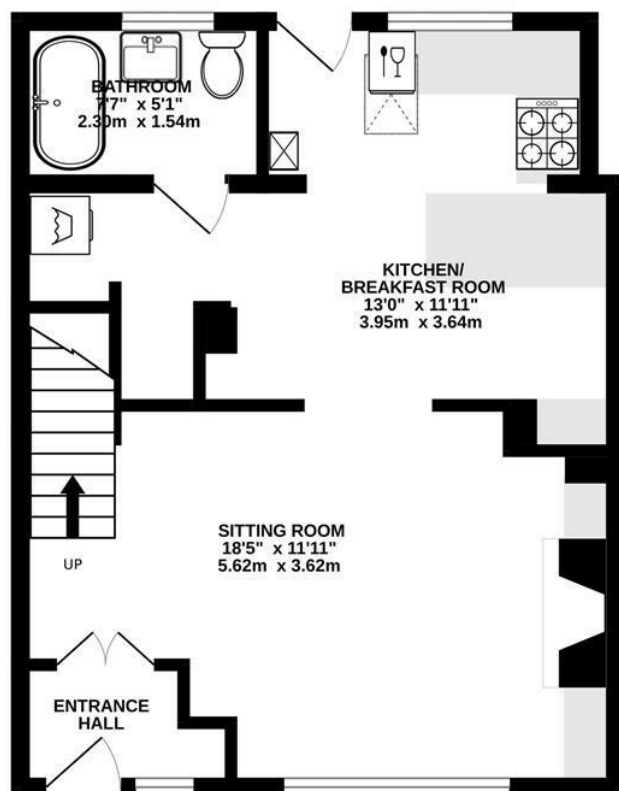 BATHROOM
7'7" x 5'1"
2.30m x 1.54m
KITCHEN/
BREAKFAST ROOM
13'0" x 11'11"
3.95m x 3.64m
SITTING ROOM
18'5" x 11'11"
5.62m x 3.62m
UP
ENTRANCE
HALL